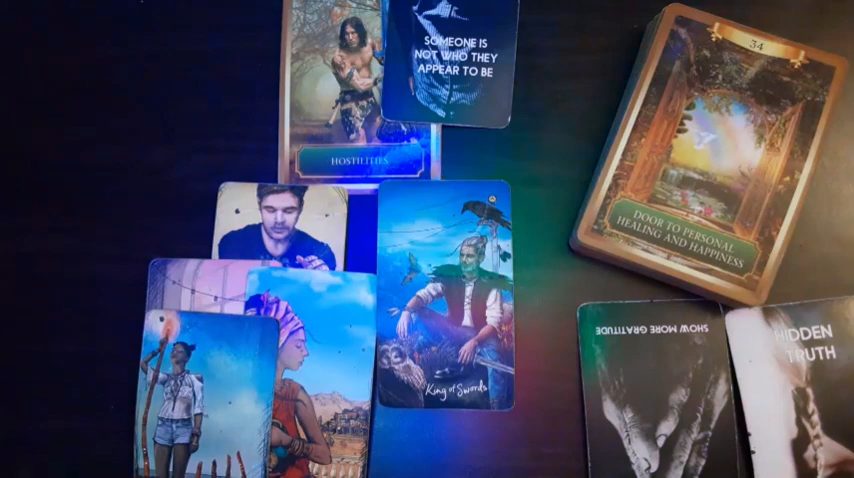 SOMEONE IS
NOT WHO THEY
APPEAR TO BE
HOSTILITIES
34
DOOR TO PERSONAL
HEALING AND HAPPINESS
King of Swords
SHOW MORE GRATITUDE
HIDDEN
TRUTH